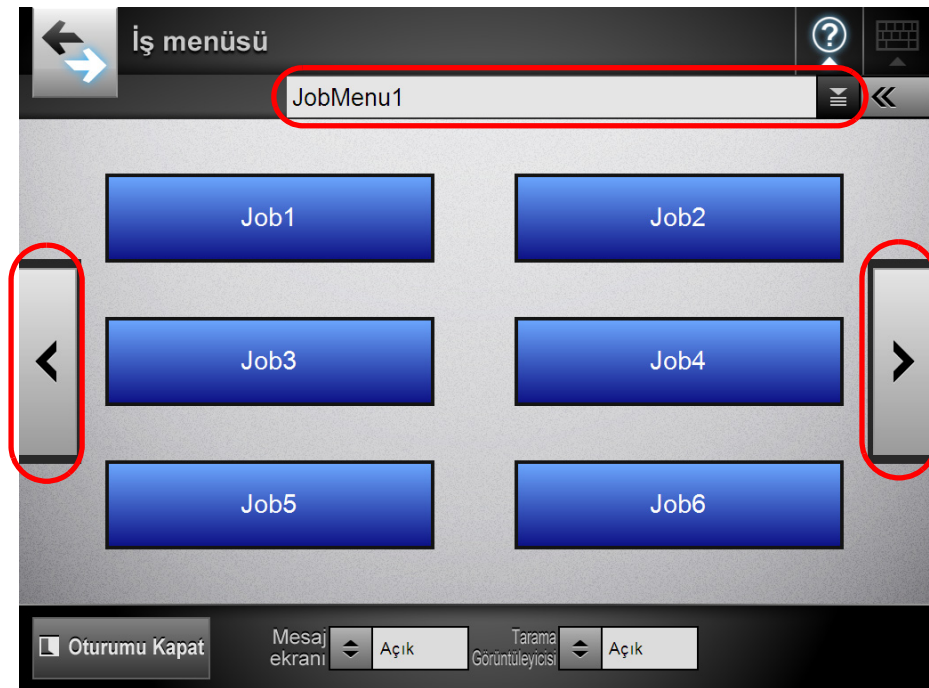 İş menüsü
?
JobMenu1
Job1
Job2
Job3
Job4
Job5
Job6
Oturumu Kapat
Mesaj
ekranı
Açık
Tarama
Görüntüleyicisi
Açık